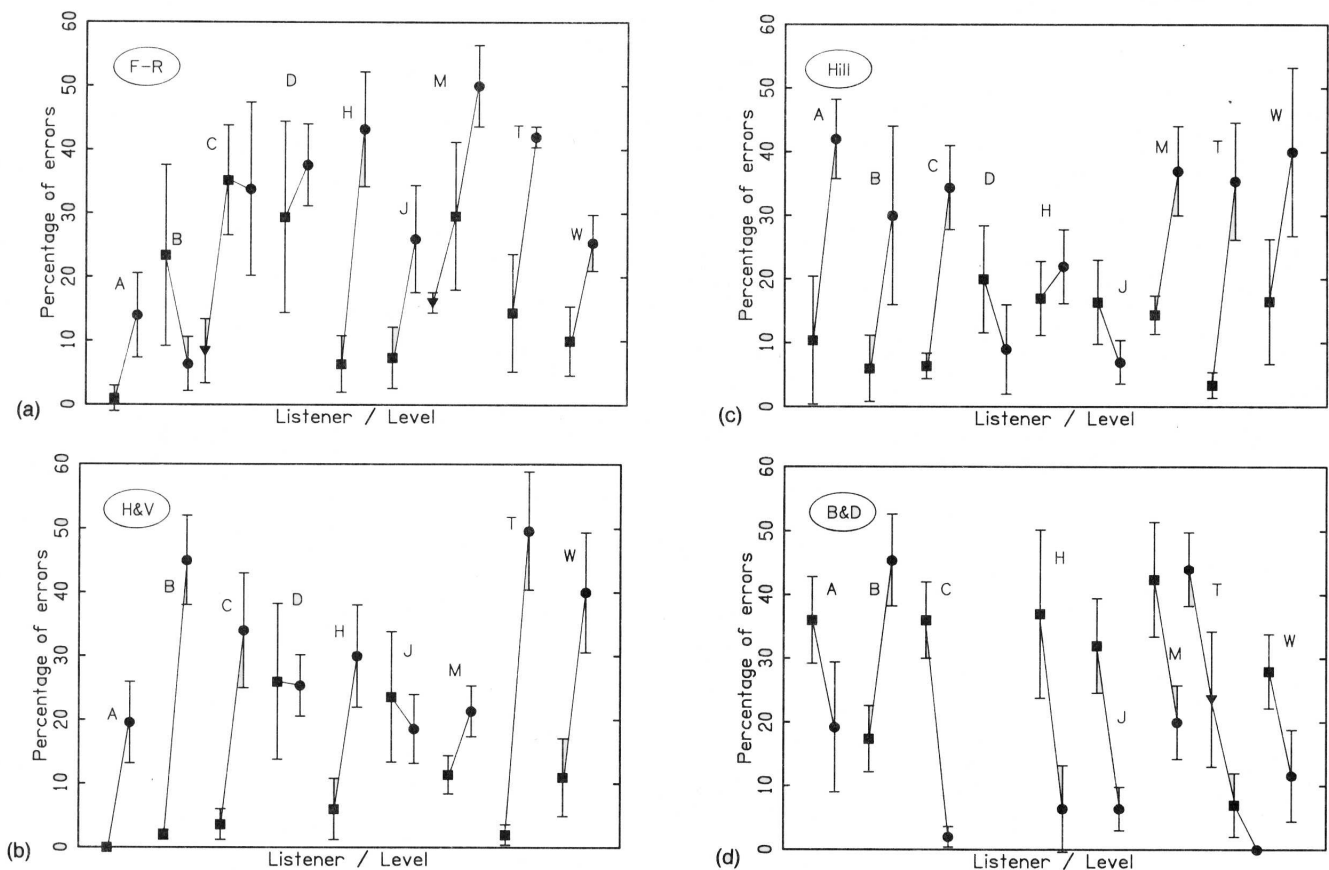 (a)
F-R
Percentage of errors
60
50
40
30
20
10
0
A
B
C
D
H
J
M
T
W
Listener / Level
(b)
H&V
Percentage of errors
60
50
40
30
20
10
0
A
B
C
D
H
J
M
T
W
Listener / Level
(c)
Hill
Percentage of errors
60
50
40
30
20
10
0
A
B
C
D
H
J
M
T
W
Listener / Level
(d)
B&D
Percentage of errors
60
50
40
30
20
10
0
A
B
C
H
J
M
T
W
Listener / Level